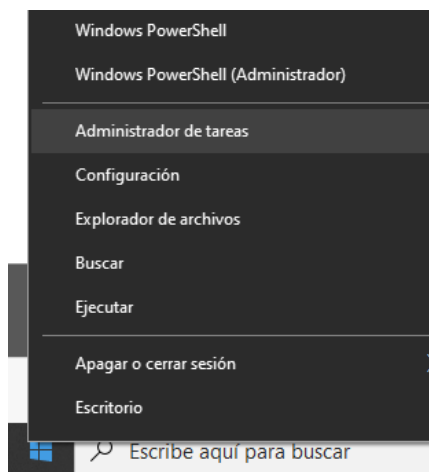 Windows PowerShell
Windows PowerShell (Administrador)
Administrador de tareas
Configuración
Explorador de archivos
Buscar
Ejecutar
Apagar o cerrar sesión
Escritorio
Escribe aquí para buscar